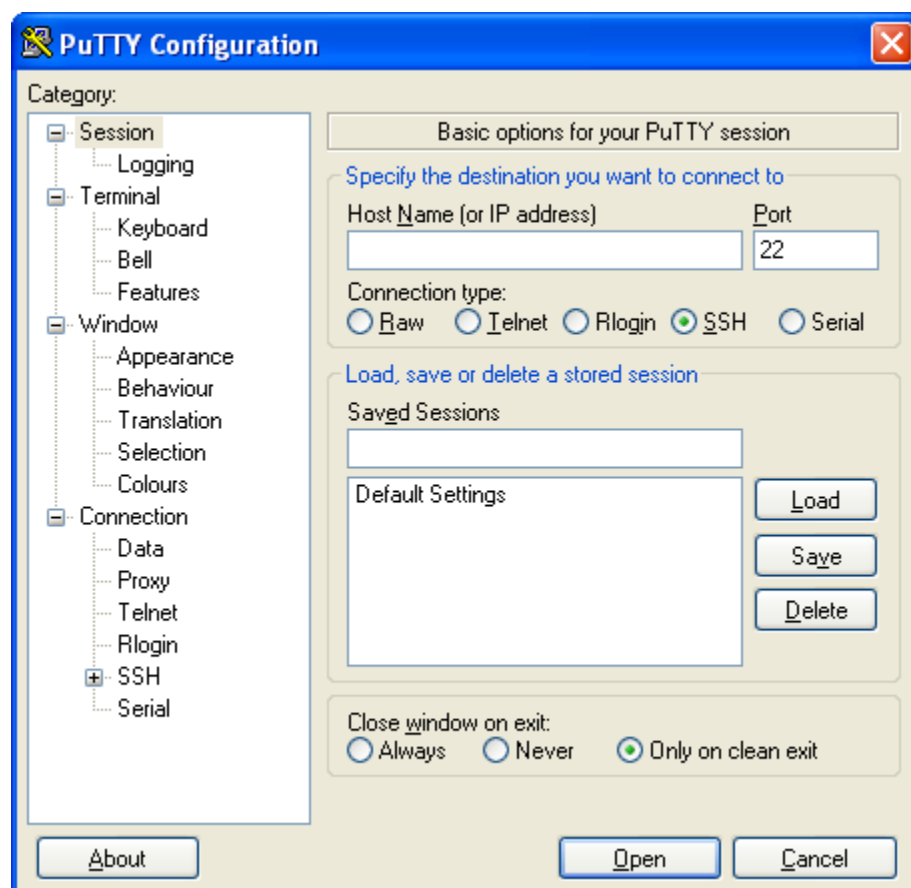 PuTTY Configuration
Category:
Session
Logging
Terminal
Keyboard
Bell
Features
Window
Appearance
Behaviour
Translation
Selection
Colours
Connection
Data
Proxy
Telnet
Rlogin
SSH
Serial
Basic options for your PuTTY session
Specify the destination you want to connect to
Host Name (or IP address) Port
22
Connection type:
Raw Telnet Rlogin SSH Serial
Load, save or delete a stored session
Saved Sessions
Default Settings
Load
Save
Delete
Close window on exit:
Always Never Only on clean exit
About Open Cancel